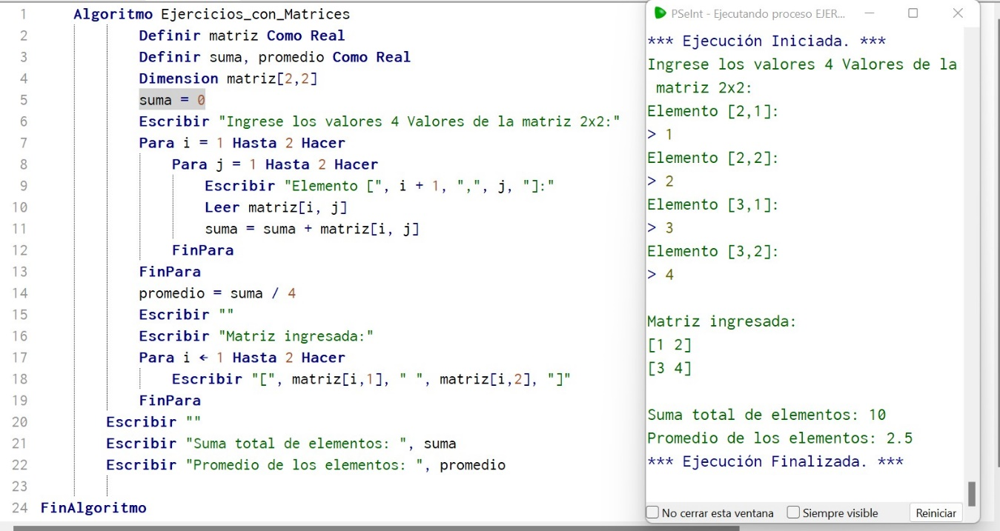 1 Algoritmo Ejercicios_con_Matrices
2 Definir matriz Como Real
3 Definir suma, promedio Como Real
4 Dimension matriz[2,2]
5 suma = 0
6 Escribir "Ingrese los valores 4 Valores de la matriz 2x2:"
7 Para i = 1 Hasta 2 Hacer
8 Para j = 1 Hasta 2 Hacer
9 Escribir "Elemento [", i + 1, ",", j, "]:"
10 Leer matriz[i, j]
11 suma = suma + matriz[i, j]
12 FinPara
13 FinPara
14 promedio = suma / 4
15 Escribir ""
16 Escribir "Matriz ingresada:"
17 Para i ← 1 Hasta 2 Hacer
18 Escribir "[", matriz[i,1], " ", matriz[i,2], "]"
19 FinPara
20 Escribir ""
21 Escribir "Suma total de elementos: ", suma
22 Escribir "Promedio de los elementos: ", promedio
23
24 FinAlgoritmo
PSeInt - Ejecutando proceso EJER...
*** Ejecución Iniciada. ***
Ingrese los valores 4 Valores de la
matriz 2x2:
Elemento [2,1]:
> 1
Elemento [2,2]:
> 2
Elemento [3,1]:
> 3
Elemento [3,2]:
> 4
Matriz ingresada:
[1 2]
[3 4]
Suma total de elementos: 10
Promedio de los elementos: 2.5
*** Ejecución Finalizada. ***
No cerrar esta ventana Siempre visible Reiniciar